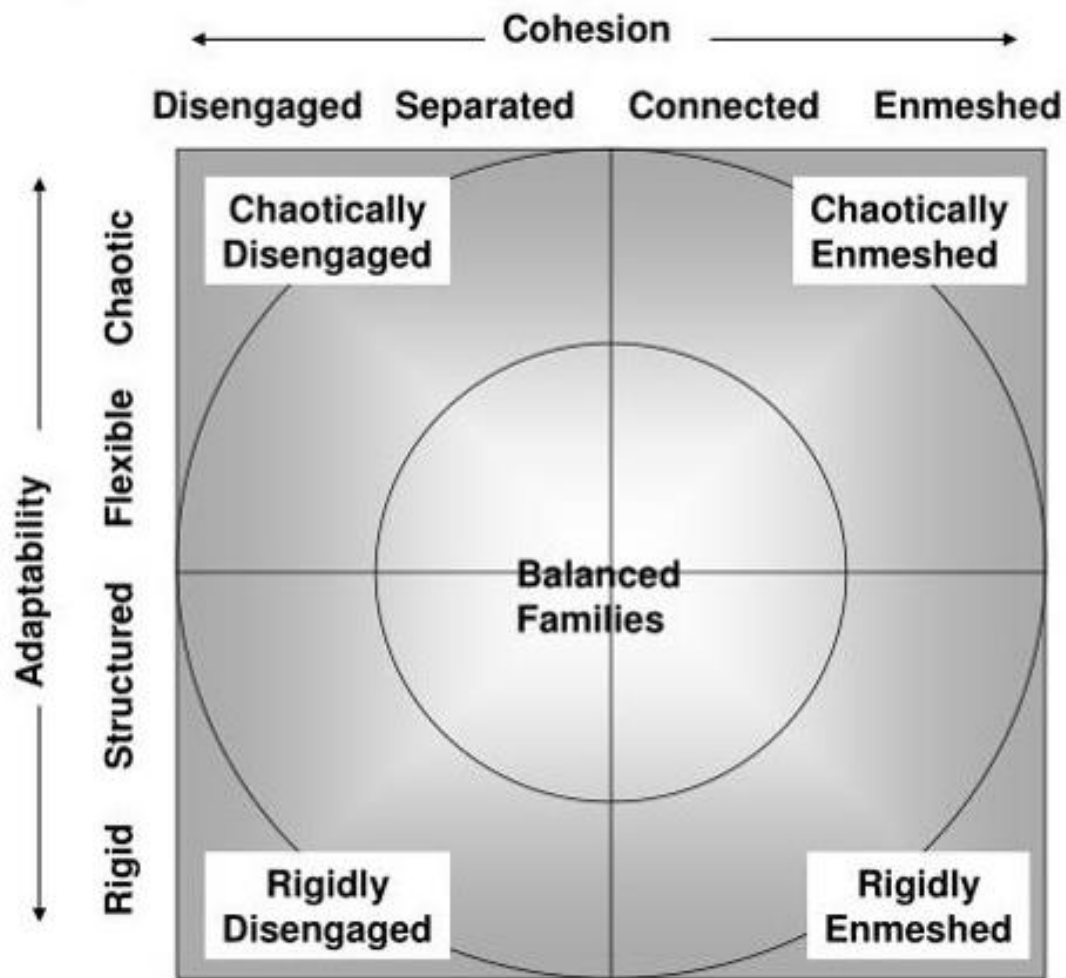 Cohesion
Disengaged Separated Connected Enmeshed
Chaotically
Disengaged
Chaotically
Enmeshed
Adaptability
Chaotic
Flexible
Structured
Rigid
Balanced
Families
Rigidly
Disengaged
Rigidly
Enmeshed